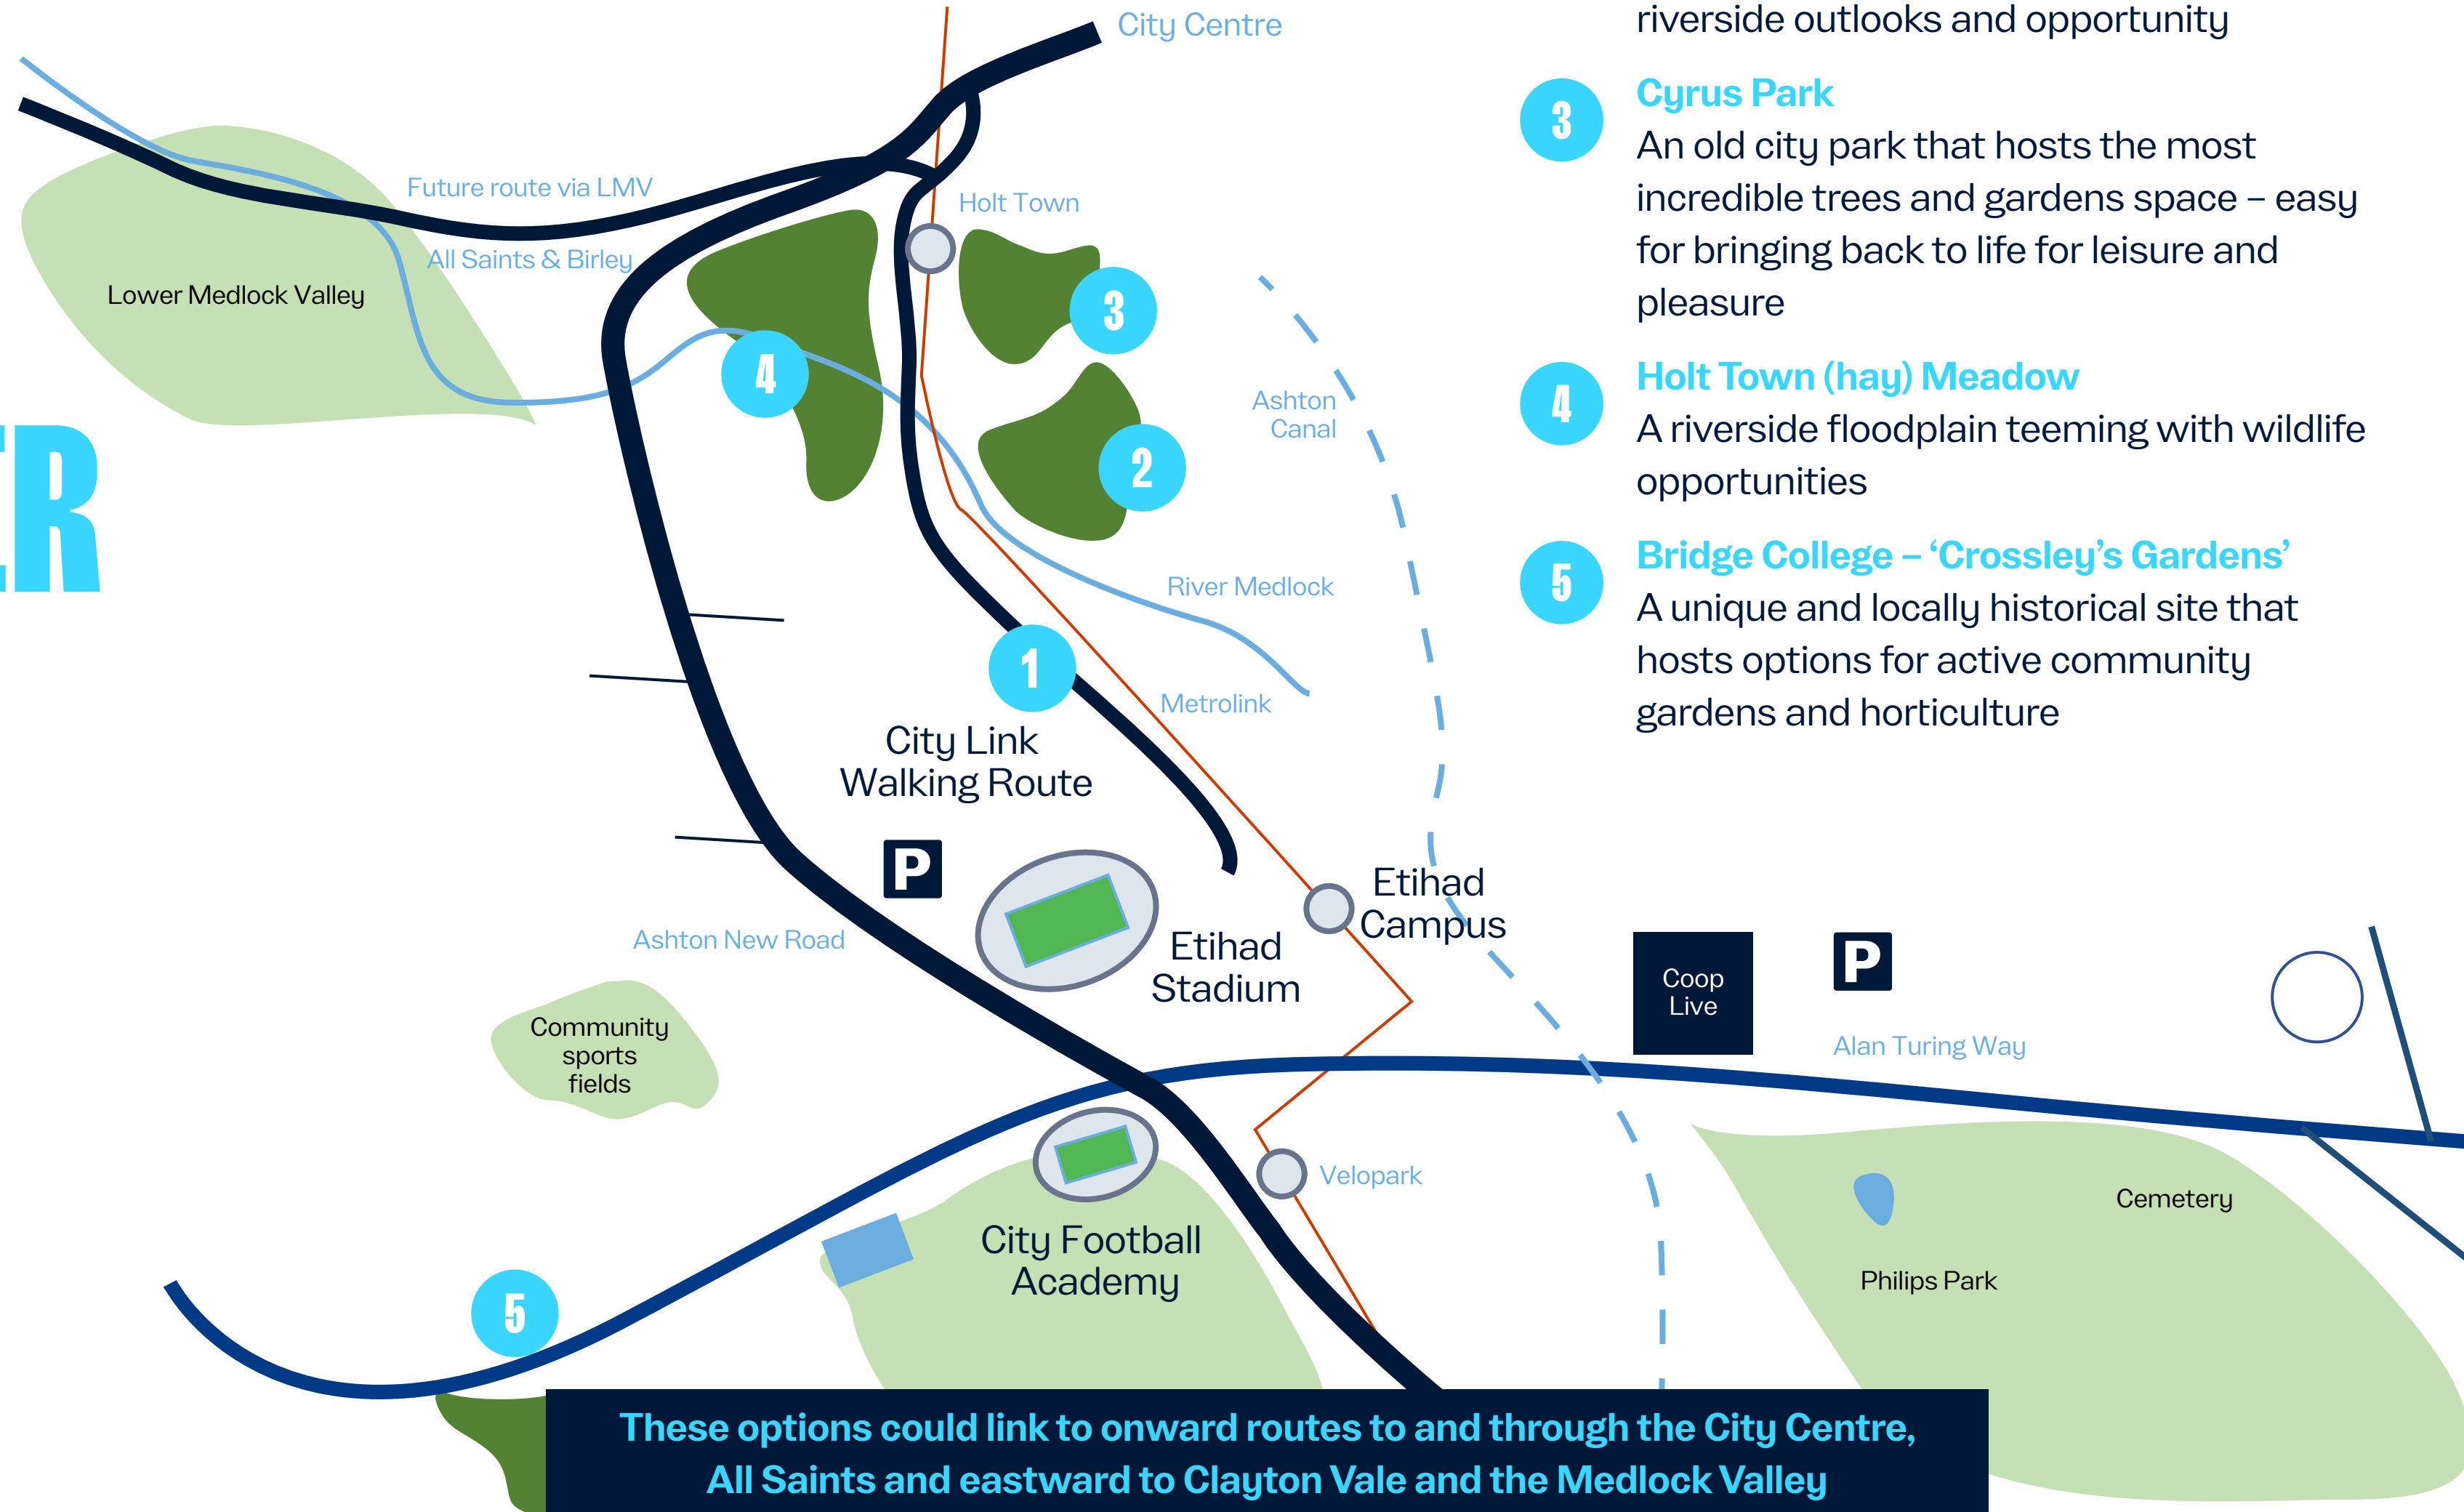 City Centre
Future route via LMV
Holt Town
All Saints & Birley
Lower Medlock Valley
3
4
2
Ashton
Canal
ER
River Medlock
1
Metrolink
City Link
Walking Route
P
Etihad
Campus
Ashton New Road
Etihad
Stadium
Coop
Live
P
Community
sports
fields
Alan Turing Way
Velopark
Cemetery
City Football
Academy
Philips Park
5
riverside outlooks and opportunity
3
Cyrus Park
An old city park that hosts the most
incredible trees and gardens space – easy
for bringing back to life for leisure and
pleasure
4
Holt Town (hay) Meadow
A riverside floodplain teeming with wildlife
opportunities
5
Bridge College – ‘Crossley’s Gardens’
A unique and locally historical site that
hosts options for active community
gardens and horticulture
These options could link to onward routes to and through the City Centre,
All Saints and eastward to Clayton Vale and the Medlock Valley